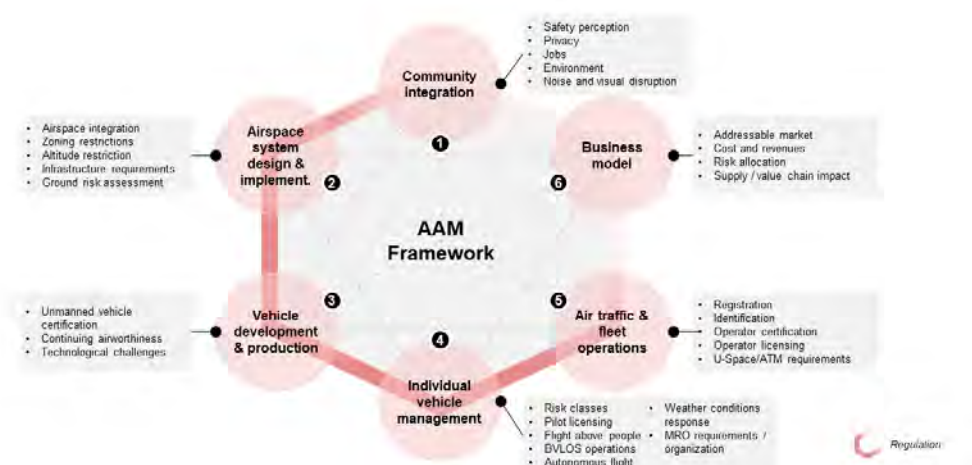 Community
integration
1
• Safety perception
• Privacy
• Jobs
• Environment
• Noise and visual disruption
Airspace
system
design &
implement.
2
• Airspace integration
• Zoning restrictions
• Altitude restriction
• Infrastructure requirements
• Ground risk assessment
Business
model
6
• Addressable market
• Cost and revenues
• Risk allocation
• Supply / value chain impact
AAM
Framework
Vehicle
development
& production
3
• Unmanned vehicle
certification
• Continuing airworthiness
• Technological challenges
Individual
vehicle
management
4
• Risk classes
• Pilot licensing
• Flight above people
• BVLOS operations
• Autonomous flight
• Weather conditions
response
• MRO requirements /
organization
Air traffic &
fleet
operations
5
• Registration
• Identification
• Operator certification
• Operator licensing
• U-Space/ATM requirements
Regulation